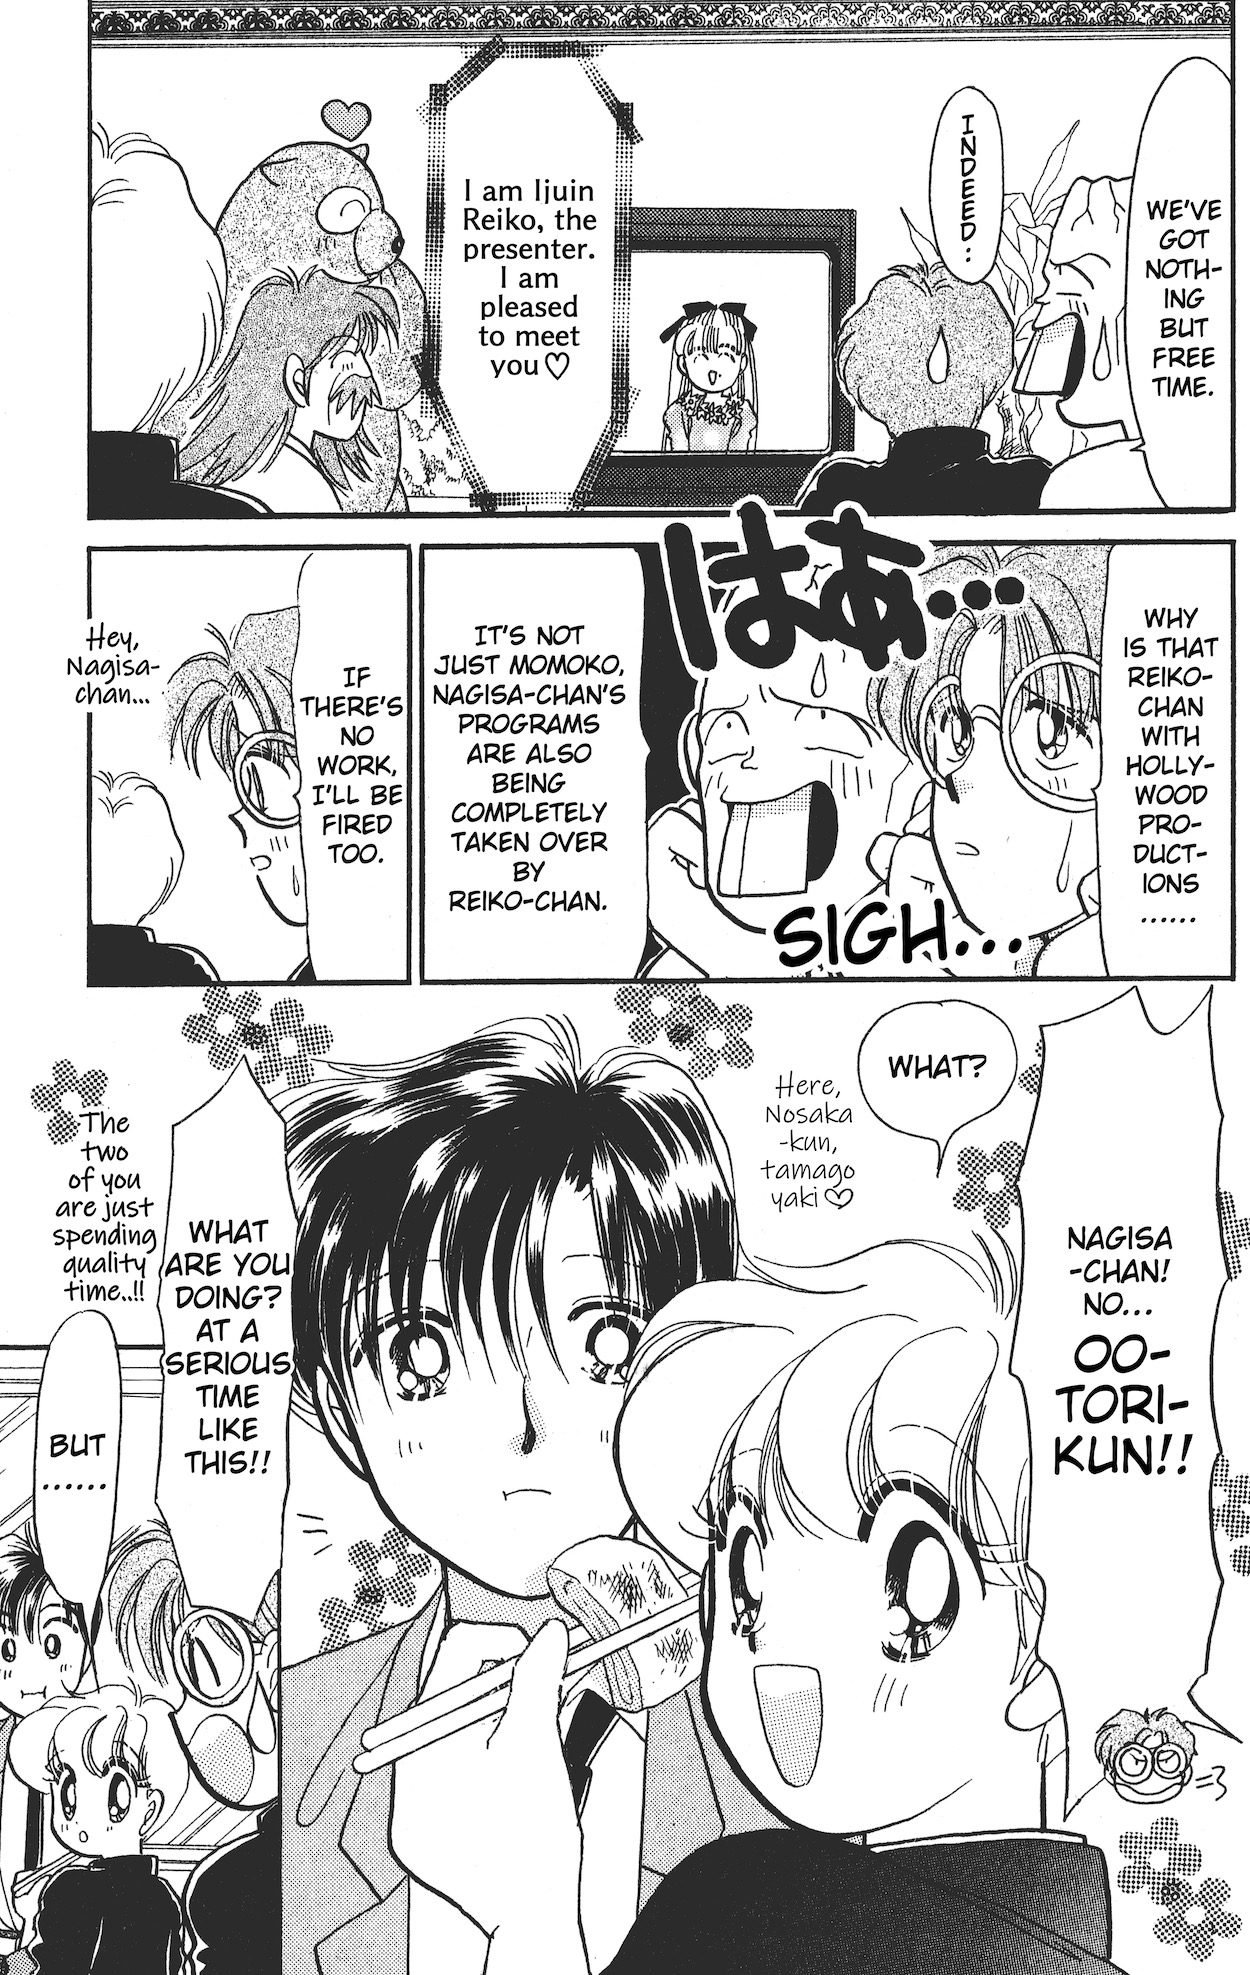 WE'VE
GOT
NOTH-
ING
BUT
FREE
TIME.
INDEED..
I am Ijuin
Reiko, the
presenter.
I am
pleased
to meet
you♡
WHY
IS THAT
REIKO-
CHAN
WITH
HOLLY-
WOOD
PRO-
DUCT-
IONS
......
はあ...
SIGH...
IT'S NOT
JUST MOMOKO,
NAGISA-CHAN'S
PROGRAMS
ARE ALSO
BEING
COMPLETELY
TAKEN OVER
BY
REIKO-CHAN.
IF
THERE'S
NO
WORK,
I'LL BE
FIRED
TOO.
Hey,
Nagisa-
chan...
NAGISA
-CHAN!
NO...
OO-
TORI-
KUN!!
WHAT?
Here,
Nosaka
-kun,
tamago
yaki♡
WHAT
ARE YOU
DOING?
AT A
SERIOUS
TIME
LIKE
THIS!!
The
two
of you
are just
spending
quality
time..!!
BUT
......